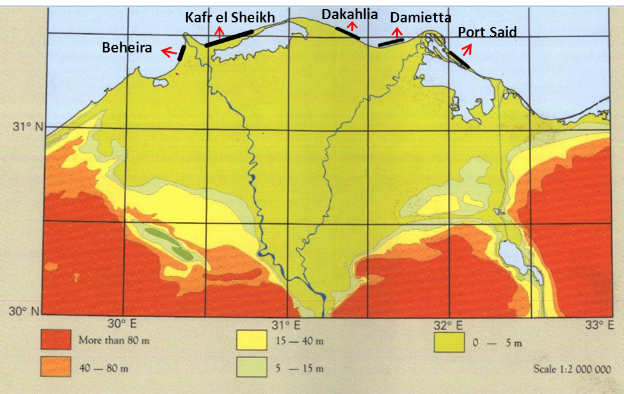 Kafr el Sheikh
Dakahlia
Damietta
Port Said
Beheira
31° N
30° N
30° E
31° E
32° E
33° E
More than 80 m
15 — 40 m
0 — 5 m
40 — 80 m
5 — 15 m
Scale 1:2 000 000